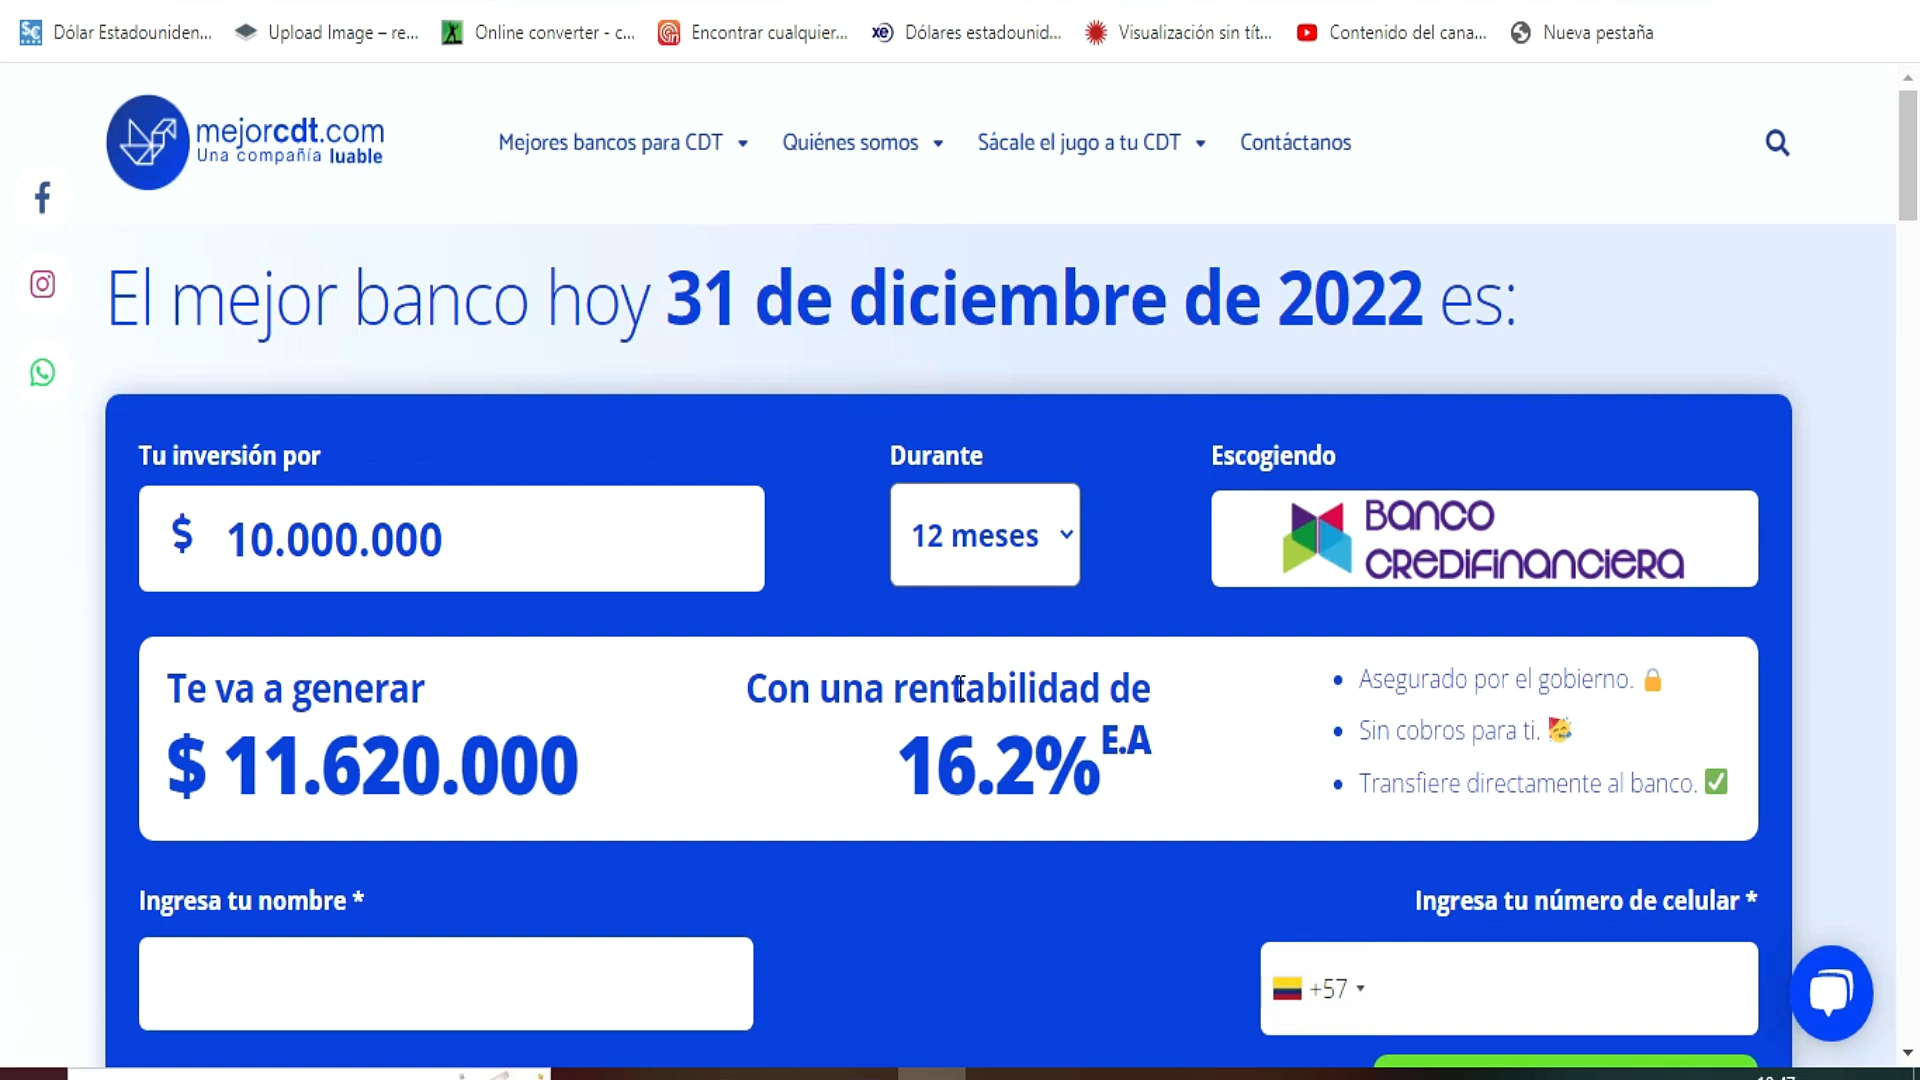 Dólar Estadouniden... Upload Image – re... Online converter - c... Encontrar cualquier... Dólares estadounid... Visualización sin tít... Contenido del cana... Nueva pestaña
mejorcdt.com
Una compañía luable
Mejores bancos para CDT Quiénes somos Sácale el jugo a tu CDT Contáctanos
El mejor banco hoy 31 de diciembre de 2022 es:
Tu inversión por Durante Escogiendo
$ 10.000.000 12 meses
BANCO
CREDIFINANCIERA
Te va a generar
$ 11.620.000
Con una rentabilidad de
16.2% E.A
Asegurado por el gobierno. 🔒
Sin cobros para ti. 🥳
Transfiere directamente al banco. ✅
Ingresa tu nombre * Ingresa tu número de celular *
+57